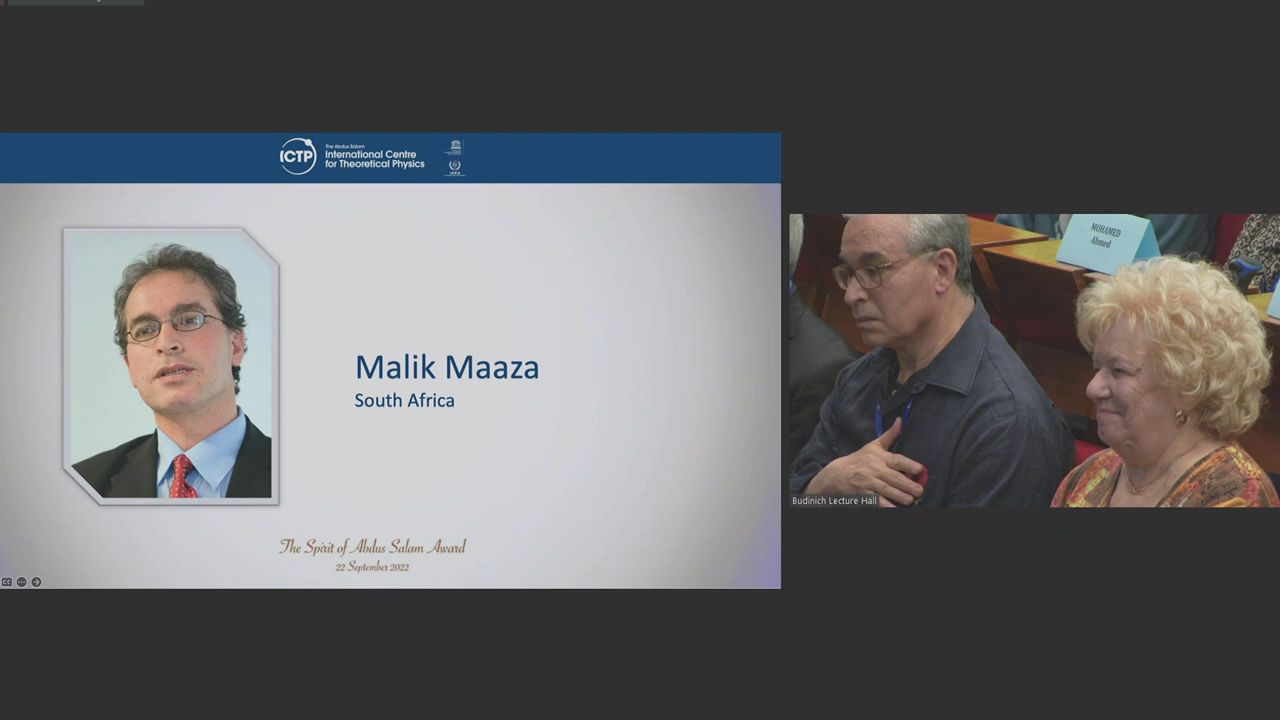 ICTP
The Abdus Salam
International Centre
for Theoretical Physics
IAEA
Malik Maaza
South Africa
The Spirit of Abdus Salam Award
22 September 2022
MOHAMED
Ahmed
Budinich Lecture Hall